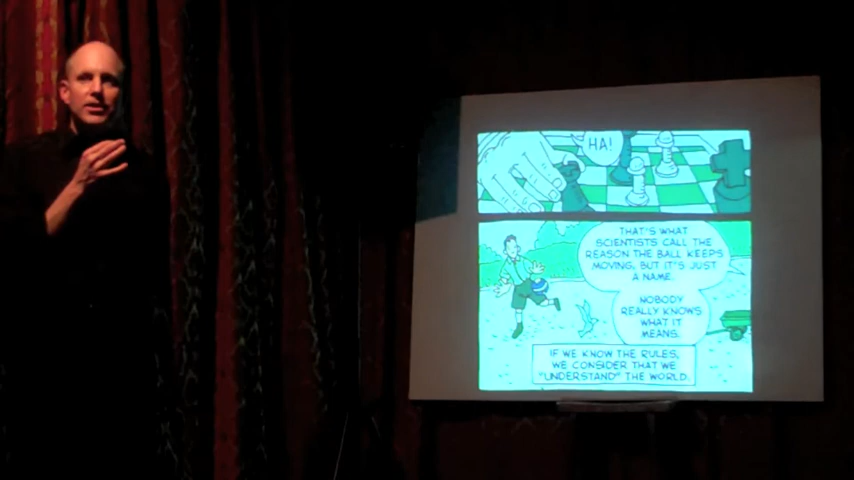 HA!
THAT'S WHAT
SCIENTISTS CALL THE
REASON THE BALL KEEPS
MOVING, BUT IT'S JUST
A NAME.
NOBODY
REALLY KNOWS
WHAT IT
MEANS.
IF WE KNOW THE RULES,
WE CONSIDER THAT WE
"UNDERSTAND" THE WORLD.